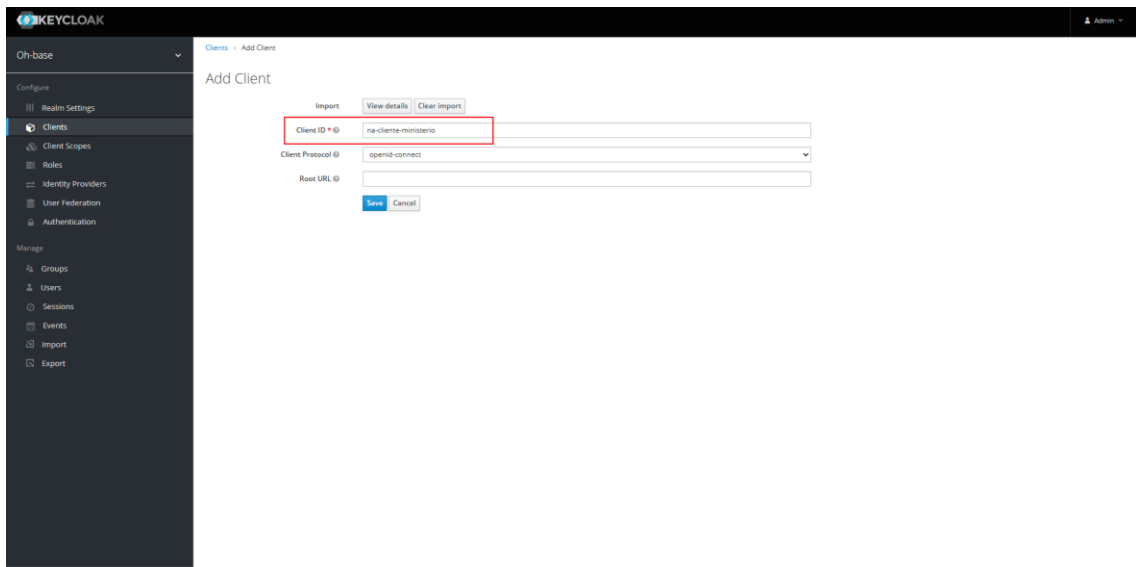 KEYCLOAK
Admin
Oh-base
Clients > Add Client
Add Client
Configure
Realm Settings
Clients
Client Scopes
Roles
Identity Providers
User Federation
Authentication
Manage
Groups
Users
Sessions
Events
Import
Export
Import View details Clear import
Client ID * na-cliente-ministerio
Client Protocol openid-connect
Root URL
Save Cancel